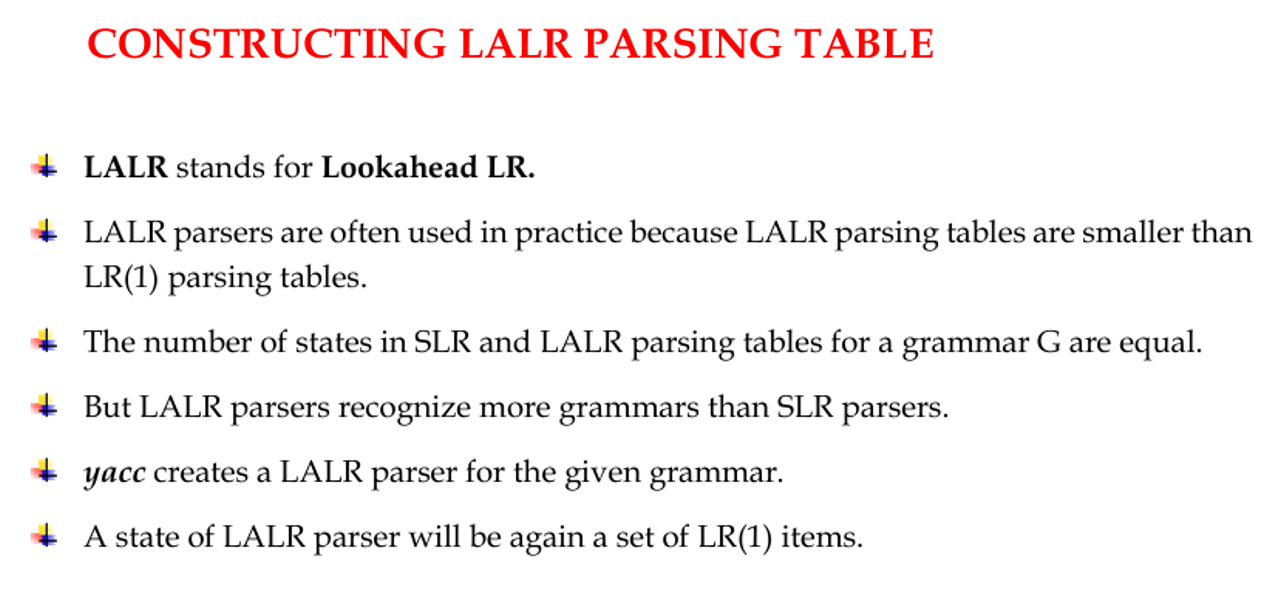 CONSTRUCTING LALR PARSING TABLE
LALR stands for Lookahead LR.
LALR parsers are often used in practice because LALR parsing tables are smaller than
LR(1) parsing tables.
The number of states in SLR and LALR parsing tables for a grammar G are equal.
But LALR parsers recognize more grammars than SLR parsers.
yacc creates a LALR parser for the given grammar.
A state of LALR parser will be again a set of LR(1) items.